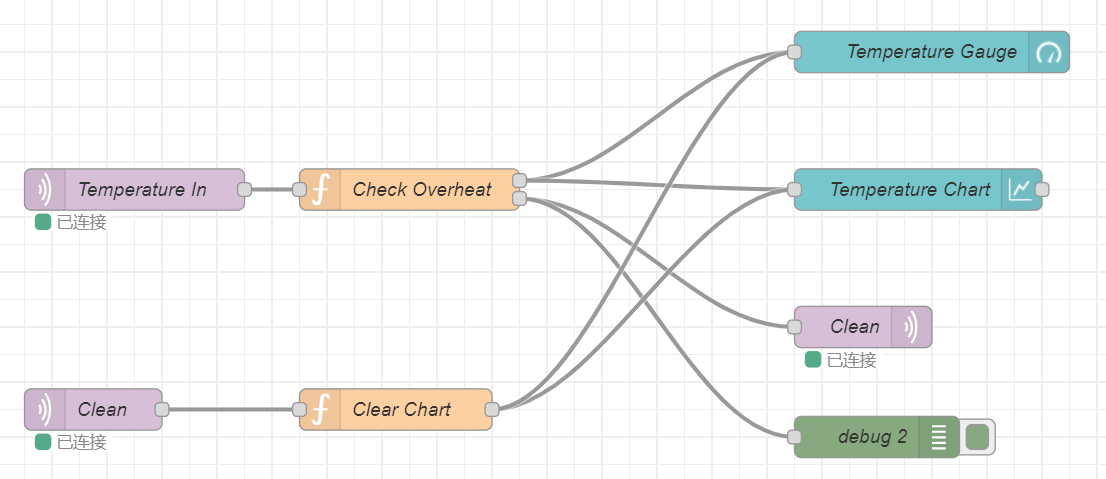 Temperature Gauge
Temperature In
已连接
Check Overheat
Temperature Chart
Clean
已连接
Clean
已连接
Clear Chart
debug 2